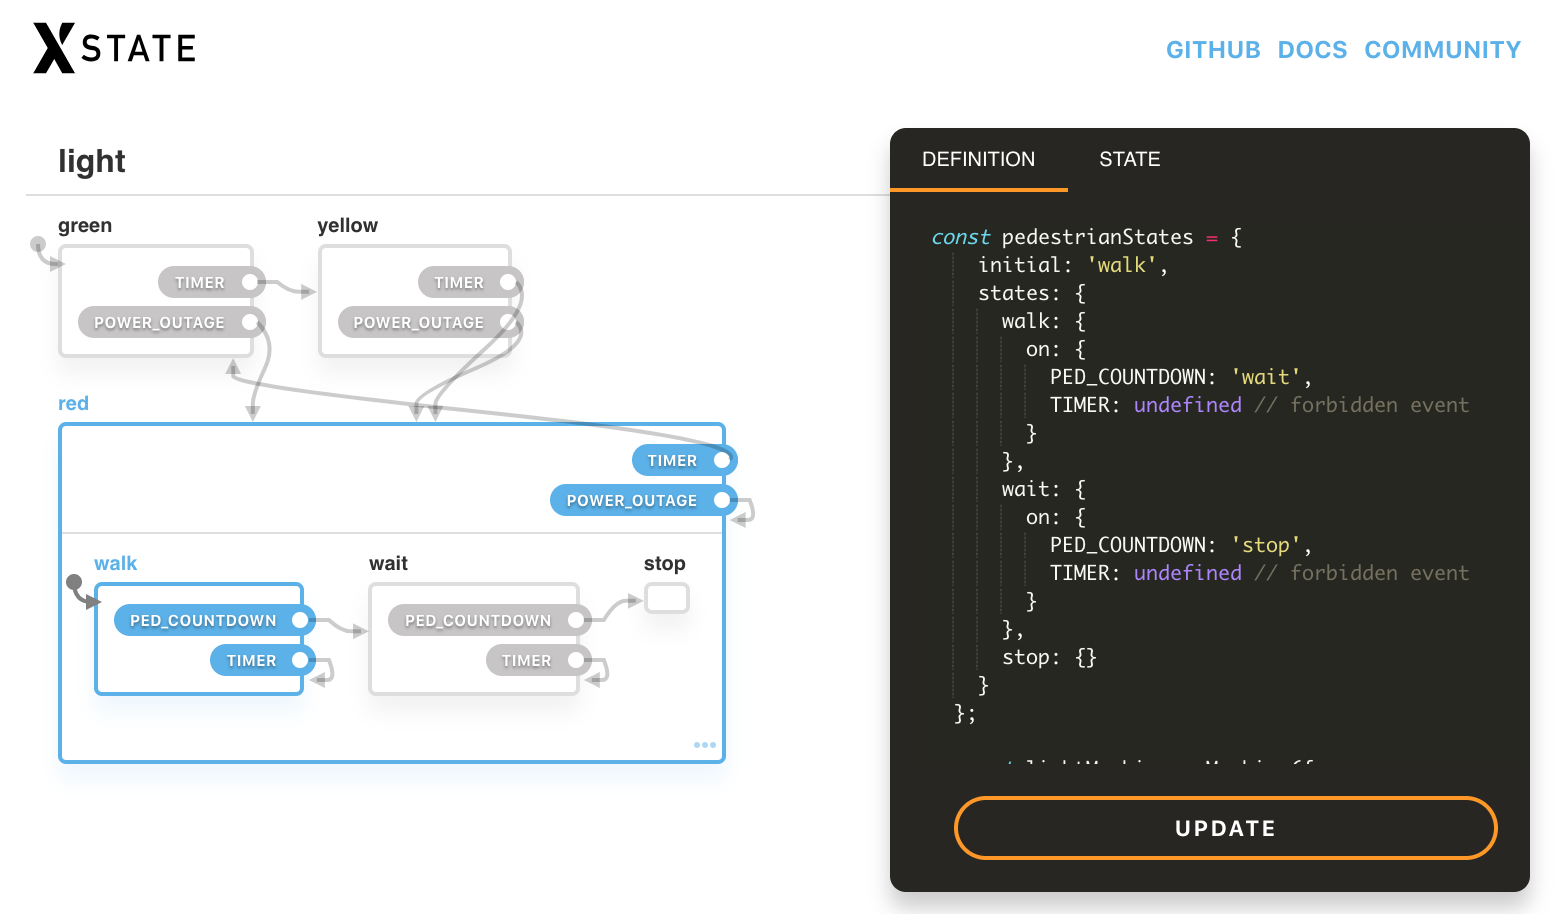 XSTATE
GITHUB DOCS COMMUNITY
light
green
yellow
TIMER
TIMER
POWER_OUTAGE
POWER_OUTAGE
red
TIMER
POWER_OUTAGE
walk
wait
stop
PED_COUNTDOWN
PED_COUNTDOWN
TIMER
TIMER
DEFINITION
STATE
const pedestrianStates = {
initial: 'walk',
states: {
walk: {
on: {
PED_COUNTDOWN: 'wait',
TIMER: undefined // forbidden event
}
},
wait: {
on: {
PED_COUNTDOWN: 'stop',
TIMER: undefined // forbidden event
}
},
stop: {}
}
};
UPDATE